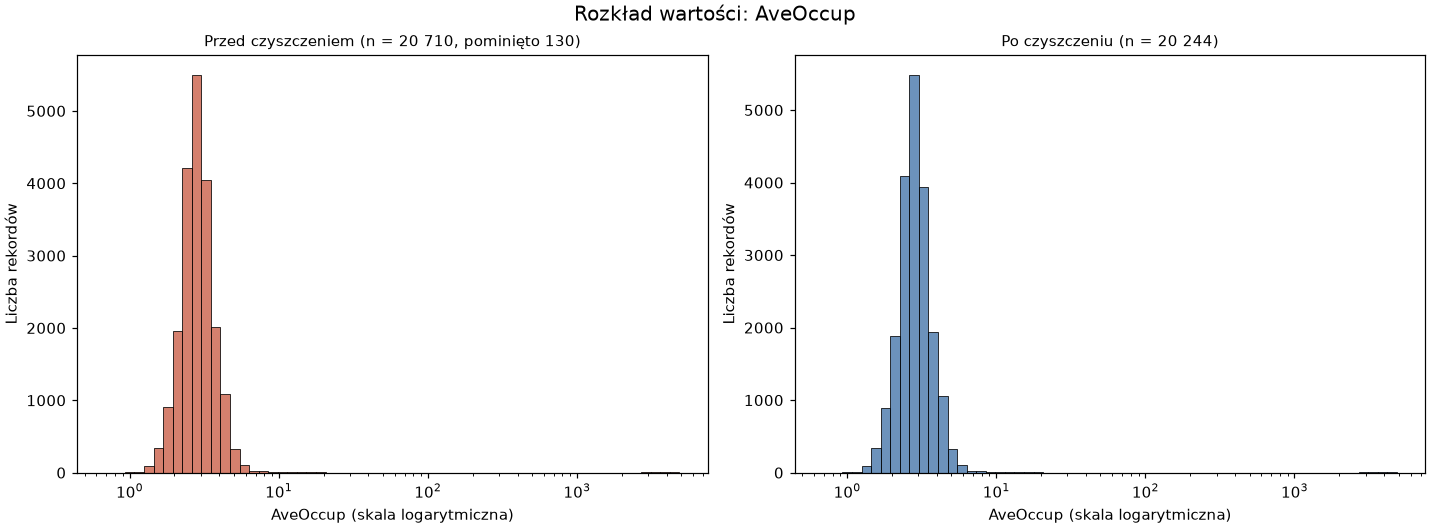 Rozkład wartości: AveOccup
Przed czyszczeniem (n = 20 710, pominięto 130)
Liczba rekordów
5000
4000
3000
2000
1000
0
10⁰
10¹
10²
10³
AveOccup (skala logarytmiczna)
Po czyszczeniu (n = 20 244)
Liczba rekordów
5000
4000
3000
2000
1000
0
10⁰
10¹
10²
10³
AveOccup (skala logarytmiczna)